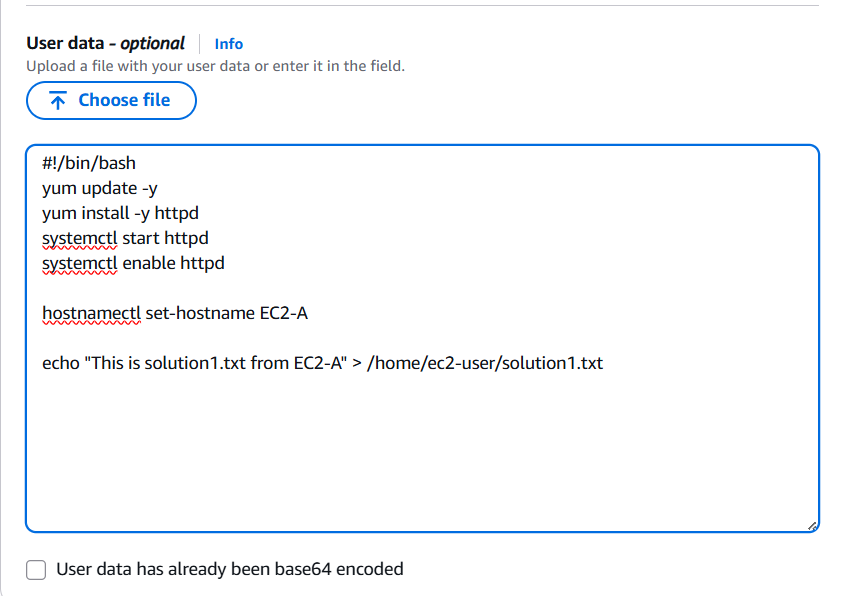 User data - optional Info
Upload a file with your user data or enter it in the field.
Choose file
#!/bin/bash
yum update -y
yum install -y httpd
systemctl start httpd
systemctl enable httpd
hostnamectl set-hostname EC2-A
echo "This is solution1.txt from EC2-A" > /home/ec2-user/solution1.txt
User data has already been base64 encoded